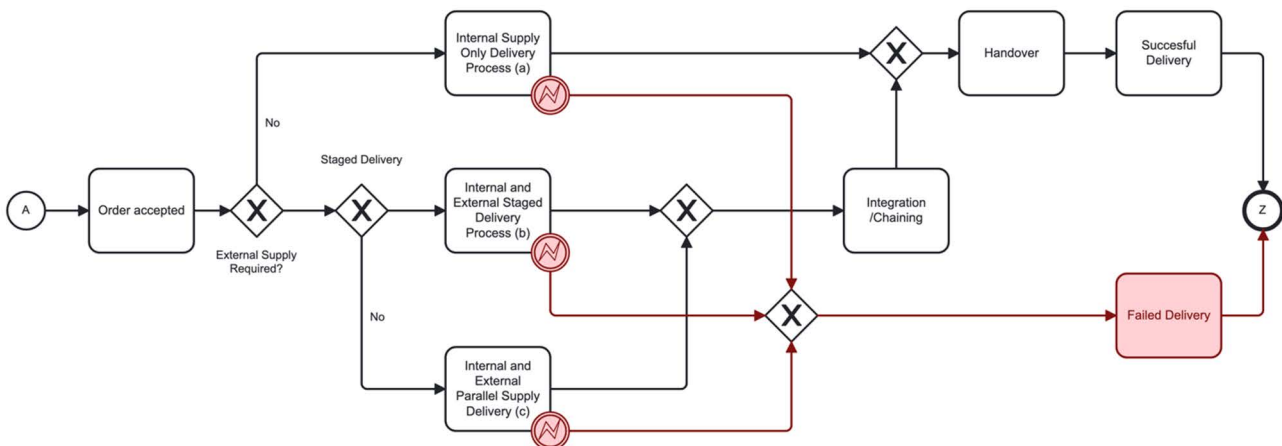 Internal Supply
Only Delivery
Process (a)
Handover
Succesful
Delivery
No
Staged Delivery
A
Order accepted
External Supply
Required?
Internal and
External Staged
Delivery
Process (b)
Integration
/Chaining
Z
No
Failed Delivery
Internal and
External
Parallel Supply
Delivery (c)